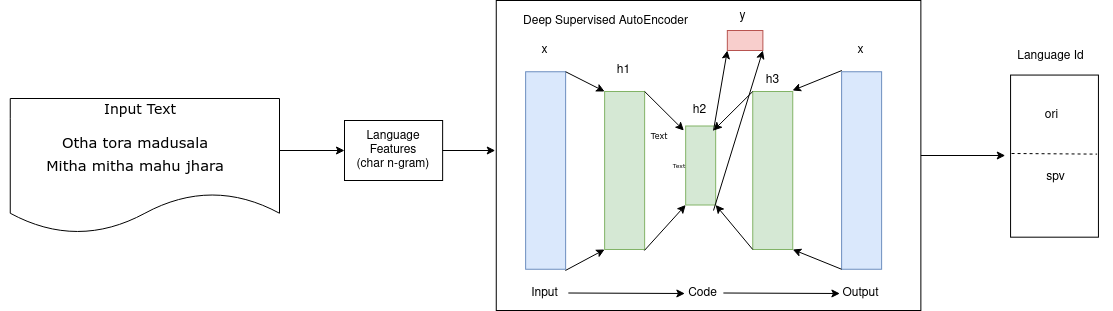 Input Text
Otha tora madusala
Mitha mitha mahu jhara
Language
Features
(char n-gram)
Deep Supervised AutoEncoder
y
x
h1
h2
h3
x
Text
Text
Input
Code
Output
Language Id
ori
spv